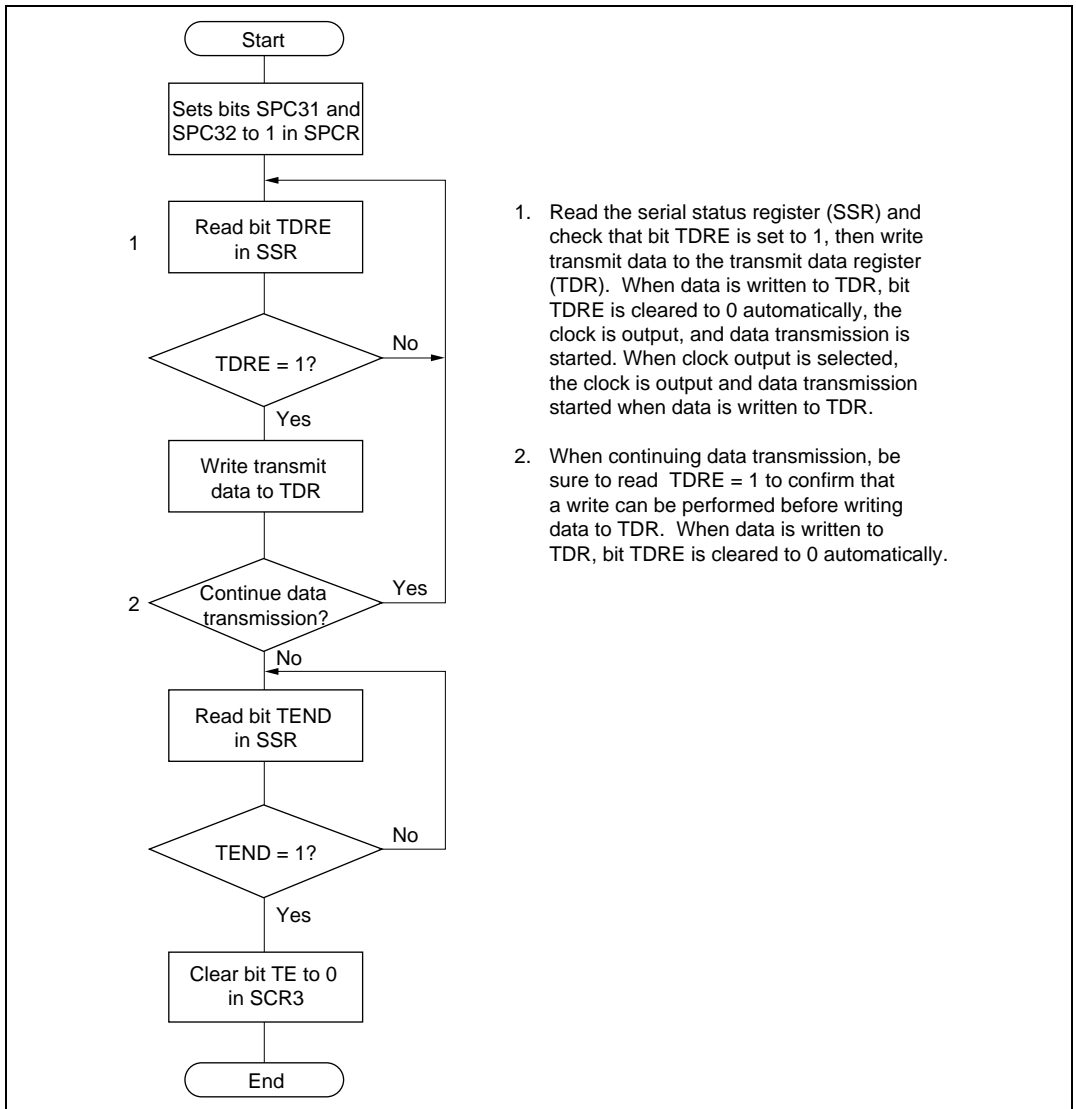 Start
Sets bits SPC31 and
SPC32 to 1 in SPCR
1
Read bit TDRE
in SSR
TDRE = 1?
No
Yes
Write transmit
data to TDR
2
Continue data
transmission?
Yes
No
Read bit TEND
in SSR
TEND = 1?
No
Yes
Clear bit TE to 0
in SCR3
End
1. Read the serial status register (SSR) and
check that bit TDRE is set to 1, then write
transmit data to the transmit data register
(TDR). When data is written to TDR, bit
TDRE is cleared to 0 automatically, the
clock is output, and data transmission is
started. When clock output is selected,
the clock is output and data transmission
started when data is written to TDR.
2. When continuing data transmission, be
sure to read TDRE = 1 to confirm that
a write can be performed before writing
data to TDR. When data is written to
TDR, bit TDRE is cleared to 0 automatically.